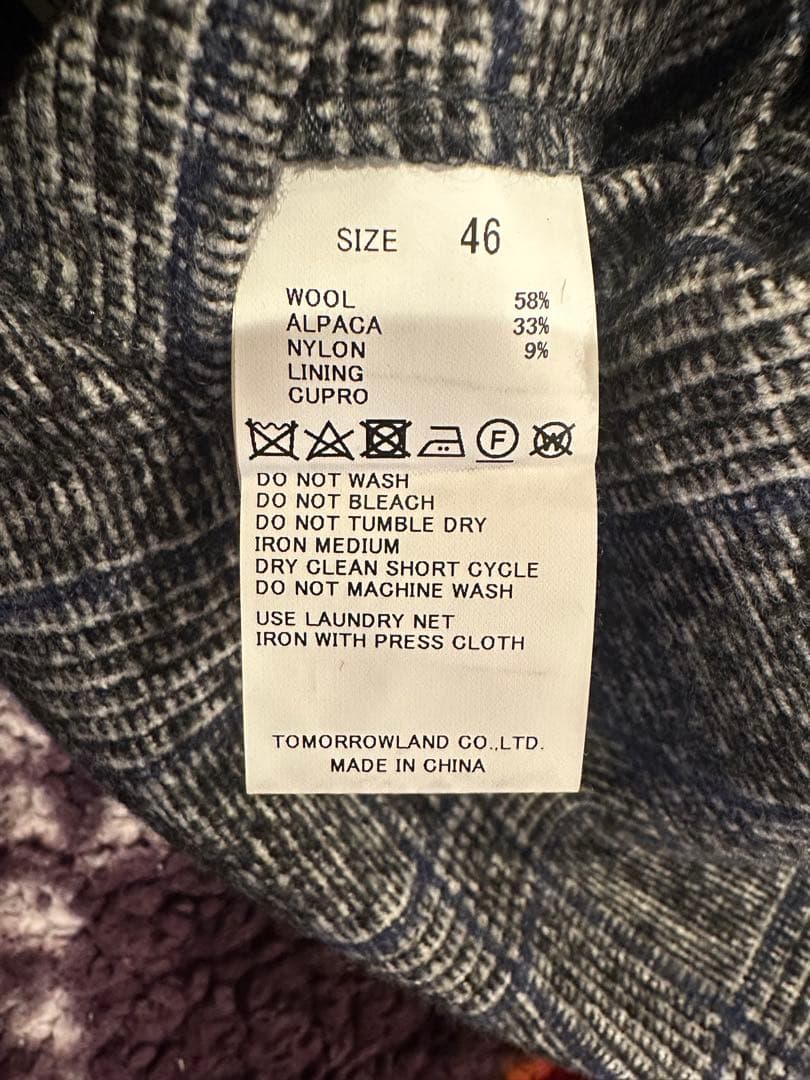 SIZE 46
WOOL 58%
ALPACA 33%
NYLON 9%
LINING
CUPRO
F W
DO NOT WASH
DO NOT BLEACH
DO NOT TUMBLE DRY
IRON MEDIUM
DRY CLEAN SHORT CYCLE
DO NOT MACHINE WASH
USE LAUNDRY NET
IRON WITH PRESS CLOTH
TOMORROWLAND CO.,LTD.
MADE IN CHINA